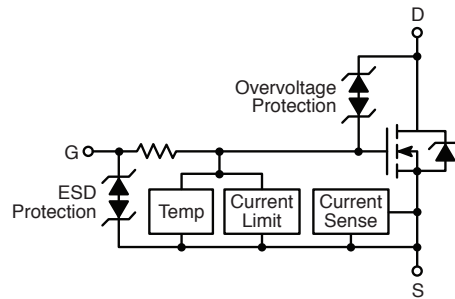 D
Overvoltage
Protection
G
ESD
Protection
Temp
Current
Limit
Current
Sense
S